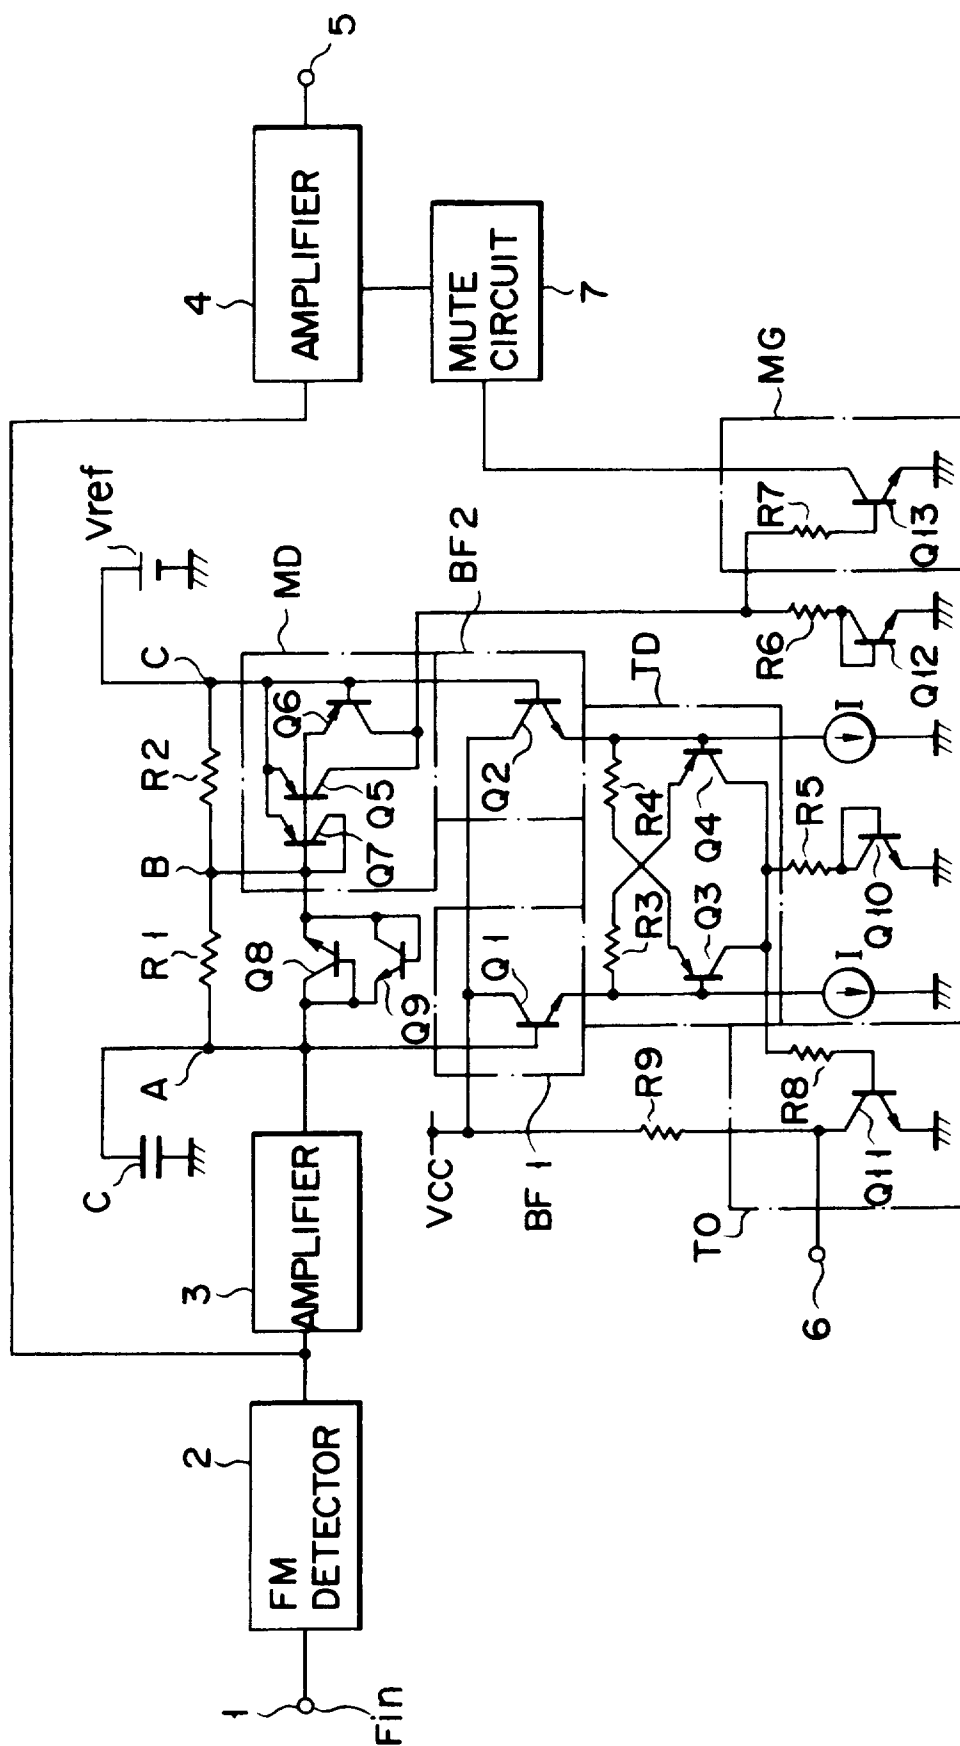 Fin
1
FM
DETECTOR
2
AMPLIFIER
3
AMPLIFIER
4
5
MUTE
CIRCUIT
7
C
A
R1
B
R2
C
Vref
Q8
Q9
Q7
Q5
Q6
MD
BF2
VCC
BF1
Q1
Q2
TD
R9
R3
R4
Q3
Q4
I
I
R5
Q10
R6
Q12
R7
Q13
MG
TO
6
R8
Q11